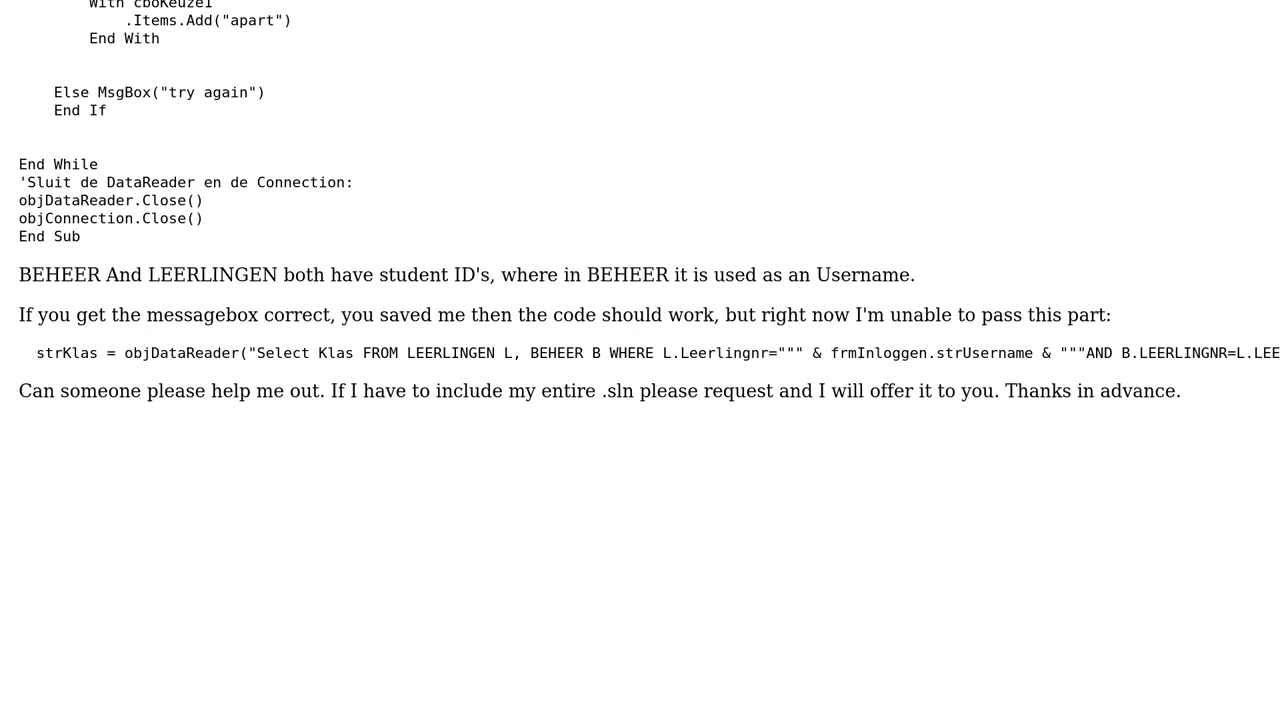 With cboKeuze1
.Items.Add("apart")
End With
Else MsgBox("try again")
End If
End While
'Sluit de DataReader en de Connection:
objDataReader.Close()
objConnection.Close()
End Sub
BEHEER And LEERLINGEN both have student ID's, where in BEHEER it is used as an Username.
If you get the messagebox correct, you saved me then the code should work, but right now I'm unable to pass this part:
strKlas = objDataReader("Select Klas FROM LEERLINGEN L, BEHEER B WHERE L.Leerlingnr=""" & frmInloggen.strUsername & """AND B.LEERLINGNR=L.LEE
Can someone please help me out. If I have to include my entire .sln please request and I will offer it to you. Thanks in advance.